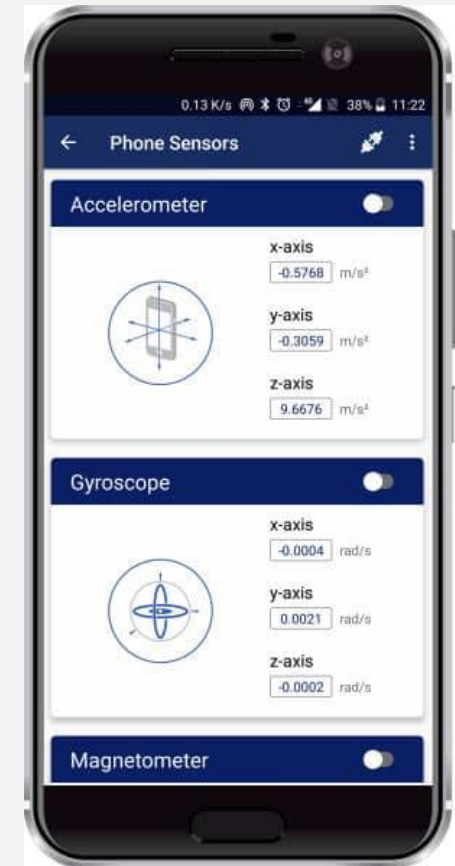 0.13 K/s 4G 38% 11:22
Phone Sensors
Accelerometer
x-axis
-0.5768 m/s²
y-axis
-0.3059 m/s²
z-axis
9.6676 m/s²
Gyroscope
x-axis
-0.0004 rad/s
y-axis
0.0021 rad/s
z-axis
-0.0002 rad/s
Magnetometer